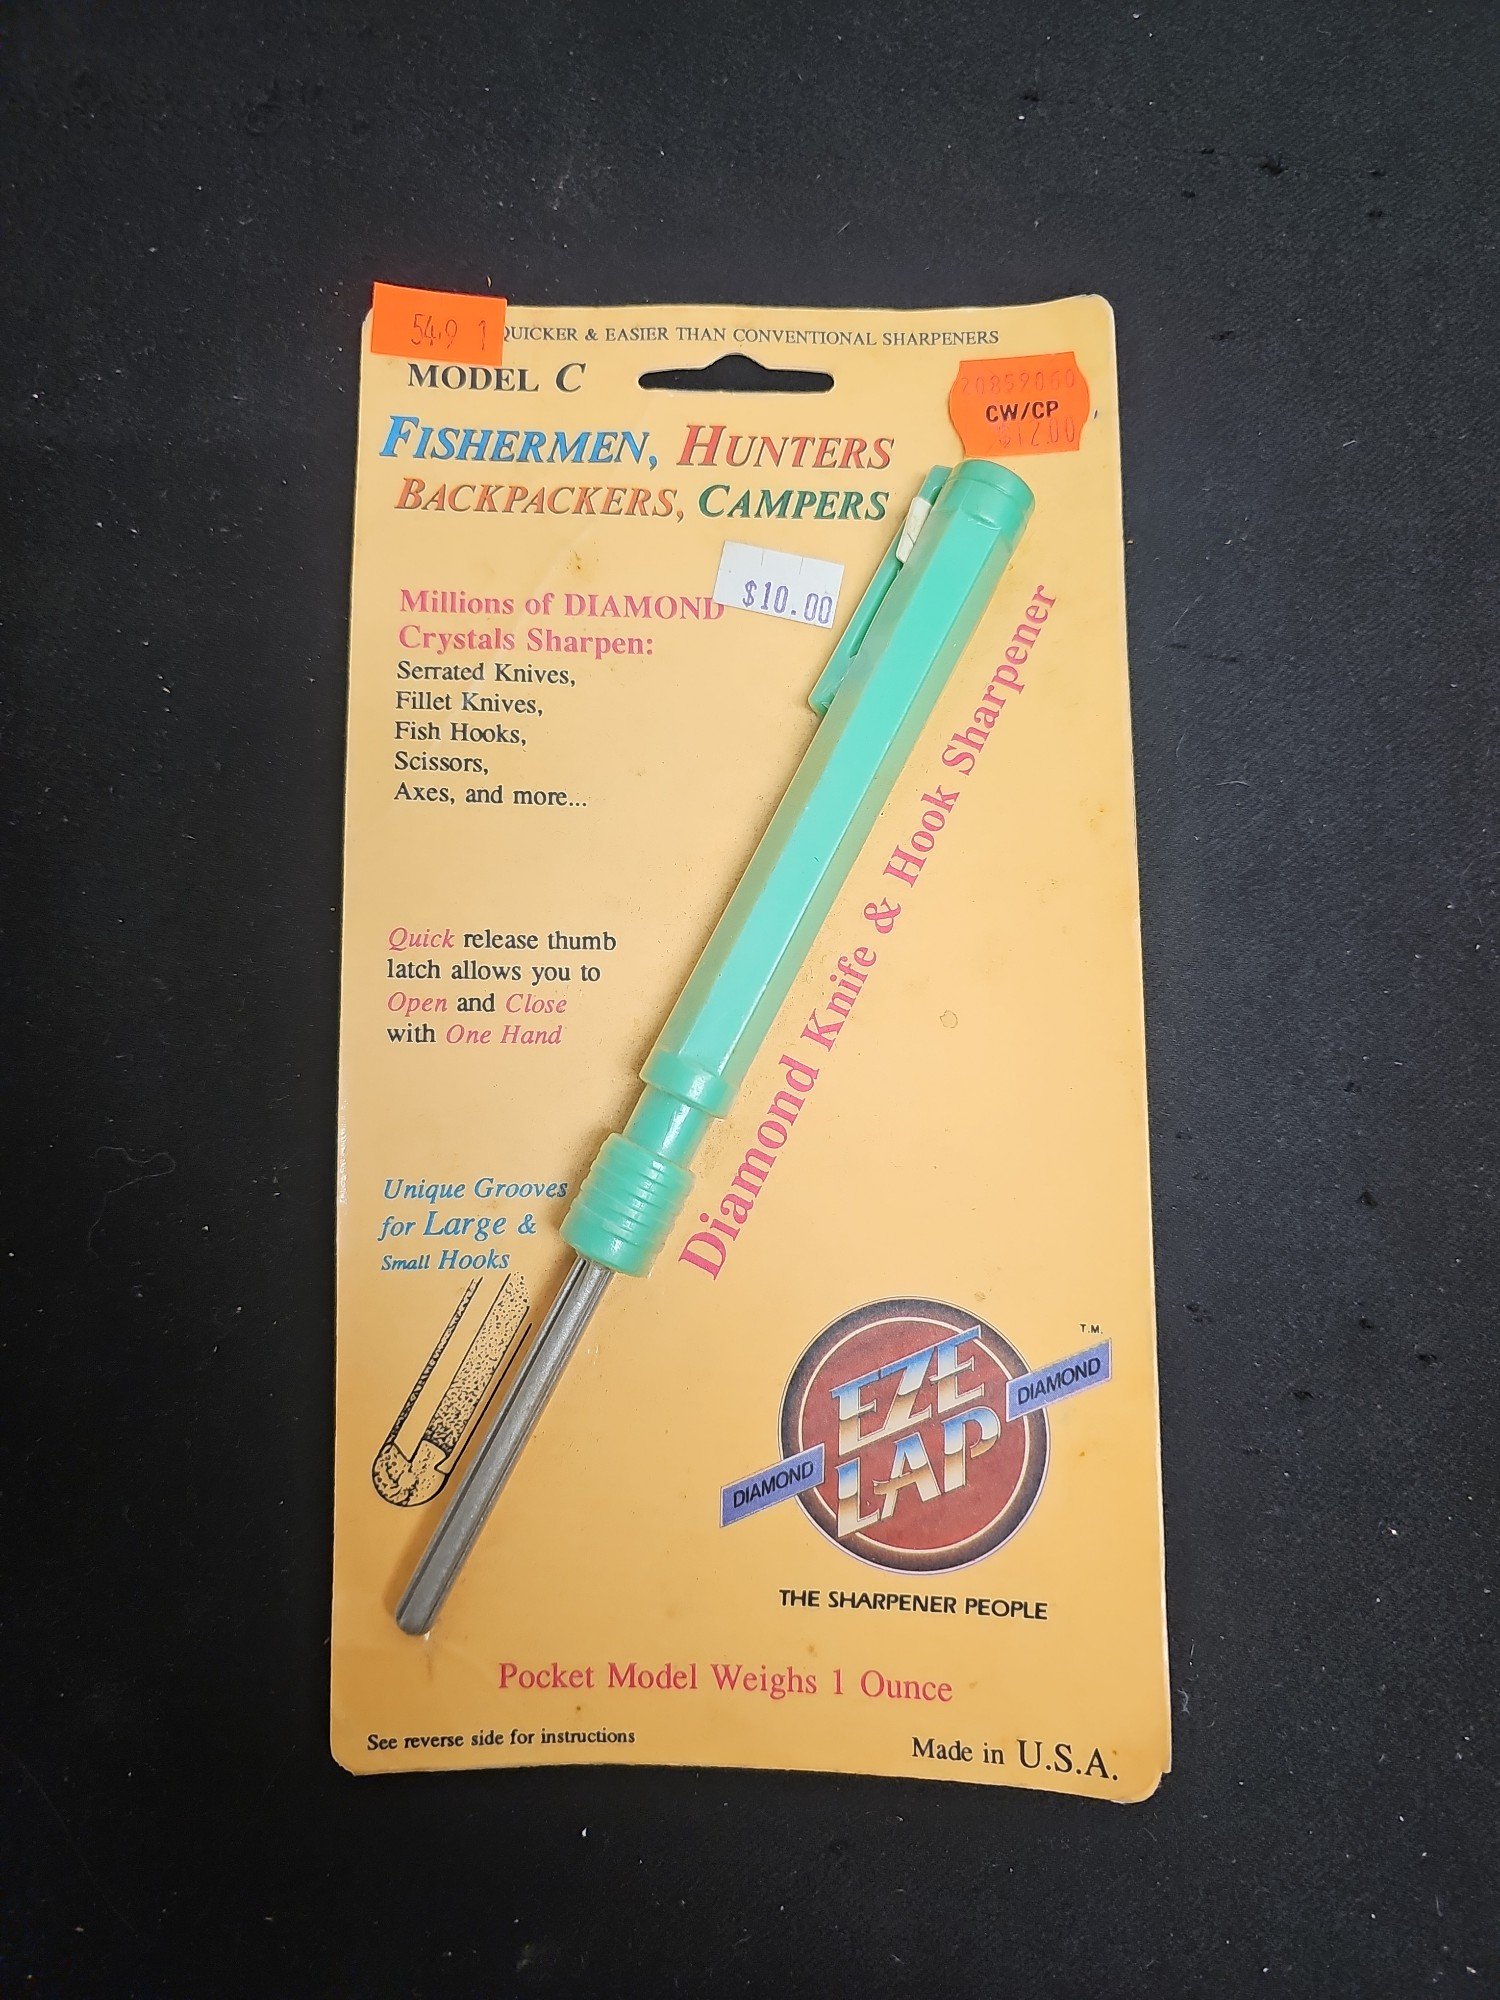 549 1
QUICKER & EASIER THAN CONVENTIONAL SHARPENERS
MODEL C
20859060
CW/CP
$12.00
FISHERMEN, HUNTERS
BACKPACKERS, CAMPERS
$10.00
Millions of DIAMOND
Crystals Sharpen:
Serrated Knives,
Fillet Knives,
Fish Hooks,
Scissors,
Axes, and more...
Diamond Knife & Hook Sharpener
Quick release thumb
latch allows you to
Open and Close
with One Hand
Unique Grooves
for Large &
Small Hooks
T.M.
EZE
LAP
DIAMOND
DIAMOND
THE SHARPENER PEOPLE
Pocket Model Weighs 1 Ounce
See reverse side for instructions
Made in U.S.A.